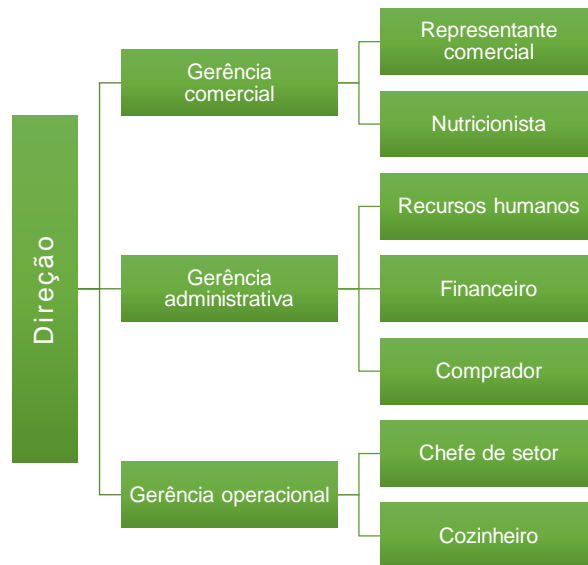 Direção
Gerência
comercial
Representante
comercial
Nutricionista
Gerência
administrativa
Recursos humanos
Financeiro
Comprador
Gerência operacional
Chefe de setor
Cozinheiro